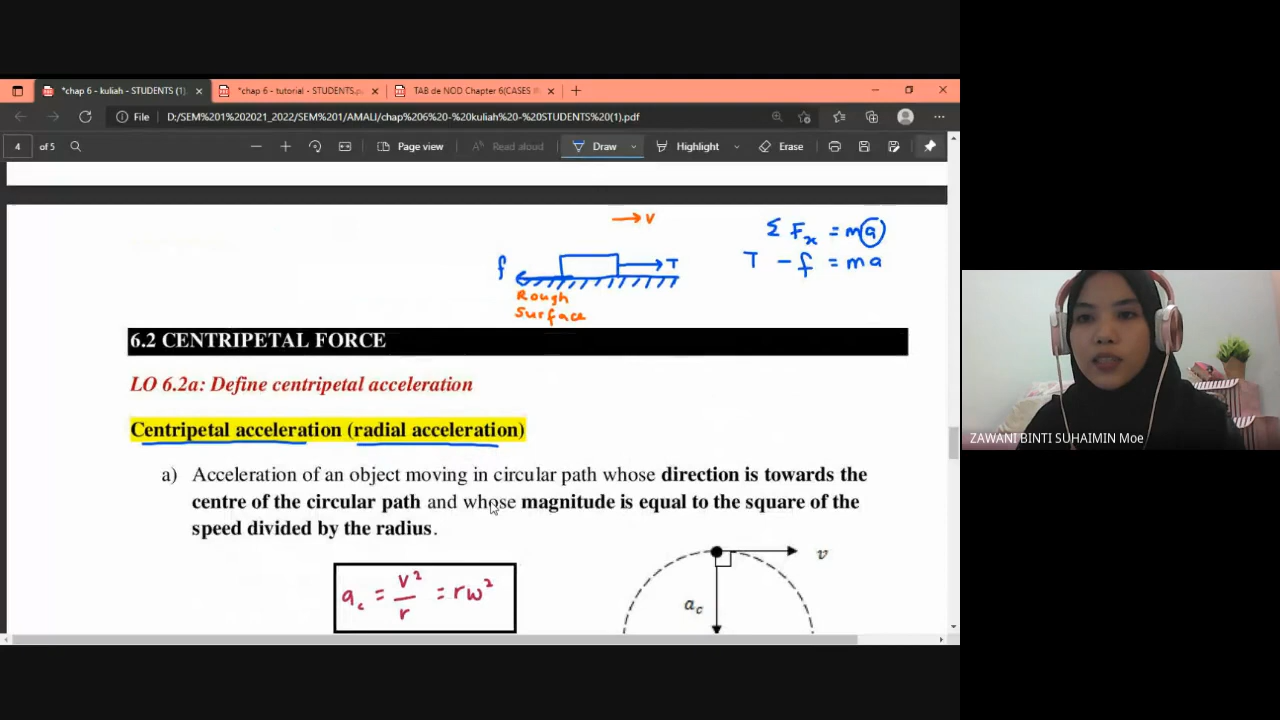 *chap 6 - kuliah - STUDENTS (1).
*chap 6 - tutorial - STUDENTS.p
TAB de NOD Chapter 6(CASES II
File D:/SEM%201%202021_2022/SEM%201/AMALI/chap%206%20-%20kuliah%20-%20STUDENTS%20(1).pdf
4 of 5 Page view Read aloud Draw Highlight Erase
→ v
Σ Fx = ma
f T T - f = ma
Rough
Surface
6.2 CENTRIPETAL FORCE
LO 6.2a: Define centripetal acceleration
Centripetal acceleration (radial acceleration)
a) Acceleration of an object moving in circular path whose direction is towards the
centre of the circular path and whose magnitude is equal to the square of the
speed divided by the radius.
v
ac = v²/r = rω²
ac
ZAWANI BINTI SUHAIMIN Moe